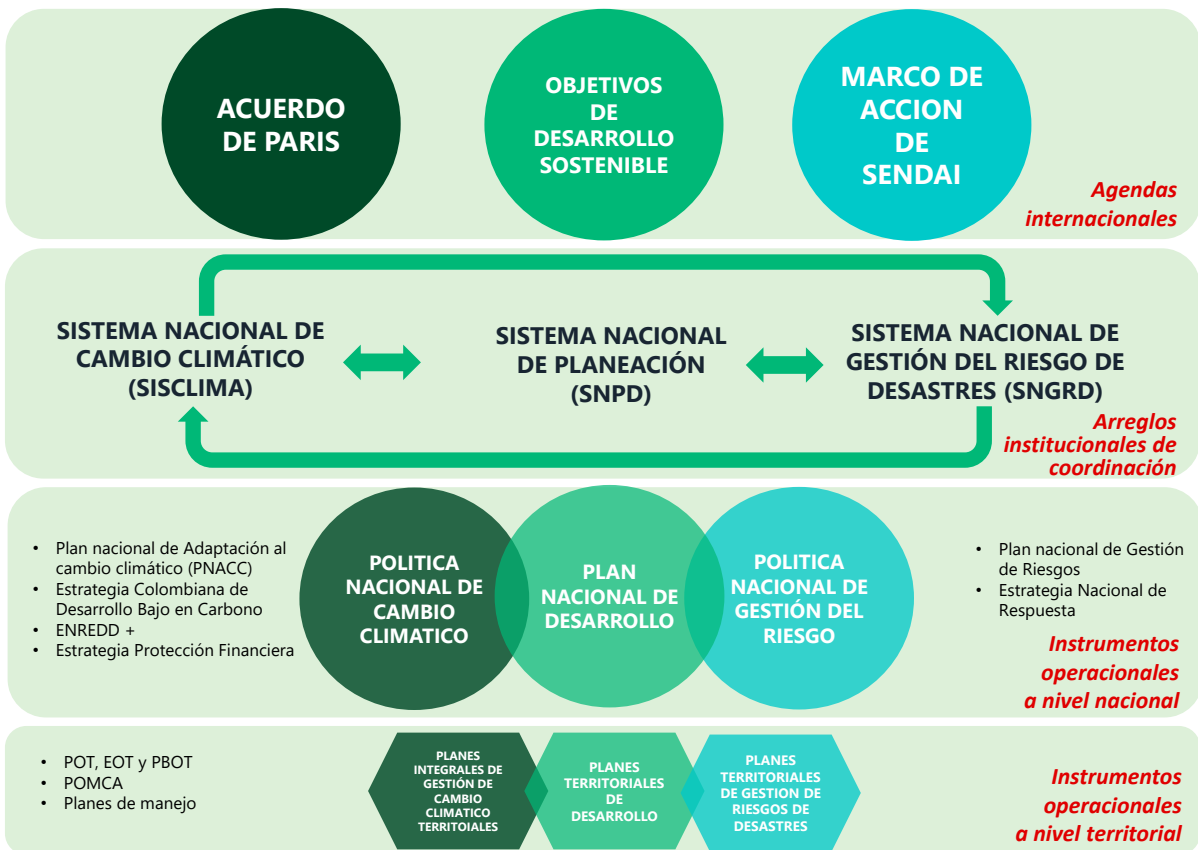 ACUERDO
DE PARIS
OBJETIVOS
DE
DESARROLLO
SOSTENIBLE
MARCO DE
ACCION
DE
SENDAI
Agendas
internacionales
SISTEMA NACIONAL DE
CAMBIO CLIMÁTICO
(SISCLIMA)
SISTEMA NACIONAL
DE PLANEACIÓN
(SNPD)
SISTEMA NACIONAL DE
GESTIÓN DEL RIESGO DE
DESASTRES (SNGRD)
Arreglos
institucionales de
coordinación
• Plan nacional de Adaptación al
cambio climático (PNACC)
• Estrategia Colombiana de
Desarrollo Bajo en Carbono
• ENREDD +
• Estrategia Protección Financiera
POLITICA
NACIONAL DE
CAMBIO
CLIMATICO
PLAN
NACIONAL DE
DESARROLLO
POLITICA
NACIONAL DE
GESTIÓN DEL
RIESGO
• Plan nacional de Gestión
de Riesgos
• Estrategia Nacional de
Respuesta
Instrumentos
operacionales
a nivel nacional
• POT, EOT y PBOT
• POMCA
• Planes de manejo
PLANES
INTEGRALES DE
GESTIÓN DE
CAMBIO
CLIMATICO
TERRITOIALES
PLANES
TERRITORIALES
DE
DESARROLLO
PLANES
TERRITORIALES
DE GESTION DE
RIESGOS DE
DESASTRES
Instrumentos
operacionales
a nivel territorial